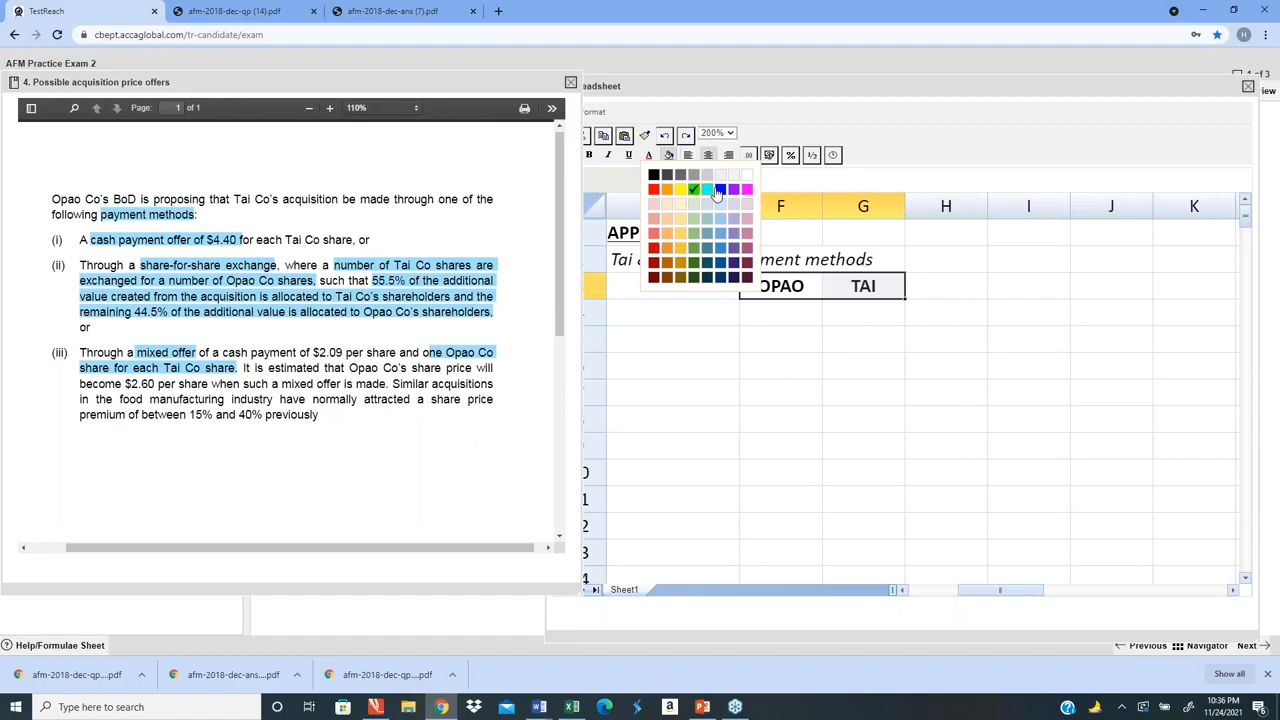 TestReach
afm-2018-dec-qp (14).pdf
afm-2018-dec-ans (7).pdf
cbept.accaglobal.com/tr-candidate/exam
H
AFM Practice Exam 2
1 of 3
4. Possible acquisition price offers
eadsheet
view
Page: 1 of 1
110%
ormat
200%
B I U A
Opao Co's BoD is proposing that Tai Co's acquisition be made through one of the
following payment methods:
(i) A cash payment offer of $4.40 for each Tai Co share, or
(ii) Through a share-for-share exchange, where a number of Tai Co shares are
exchanged for a number of Opao Co shares, such that 55.5% of the additional
value created from the acquisition is allocated to Tai Co's shareholders and the
remaining 44.5% of the additional value is allocated to Opao Co's shareholders,
or
(iii) Through a mixed offer of a cash payment of $2.09 per share and one Opao Co
share for each Tai Co share. It is estimated that Opao Co's share price will
become $2.60 per share when such a mixed offer is made. Similar acquisitions
in the food manufacturing industry have normally attracted a share price
premium of between 15% and 40% previously
F G H I J K
APP
Tai ment methods
OPAO TAI
0
1
2
3
4
Sheet1
Help/Formulae Sheet
Previous Navigator Next
afm-2018-dec-qp....pdf
afm-2018-dec-ans....pdf
afm-2018-dec-qp....pdf
Show all
Type here to search
10:36 PM
11/24/2021